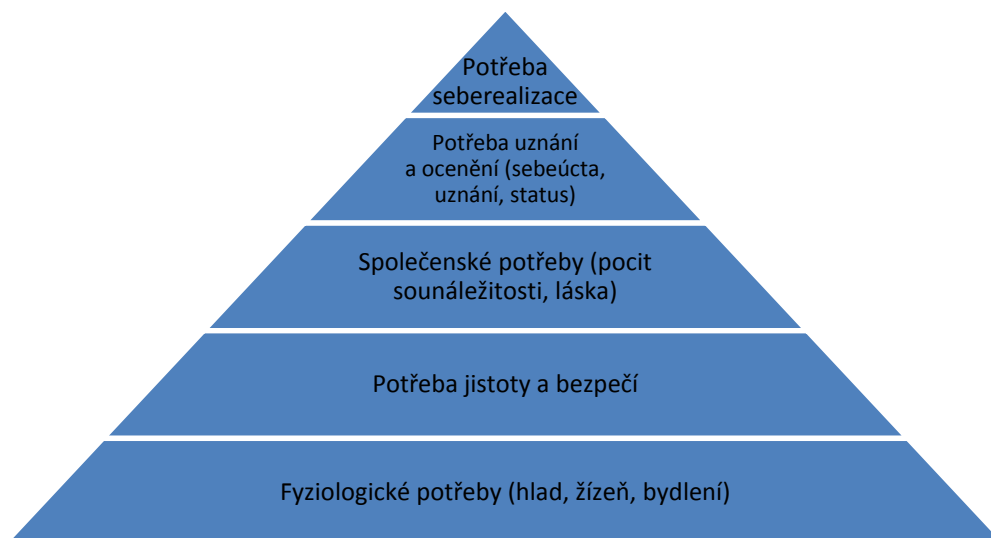 Potřeba
seberealizace
Potřeba uznání
a ocenění (sebeúcta,
uznání, status)
Společenské potřeby (pocit
sounáležitosti, láska)
Potřeba jistoty a bezpečí
Fyziologické potřeby (hlad, žízeň, bydlení)